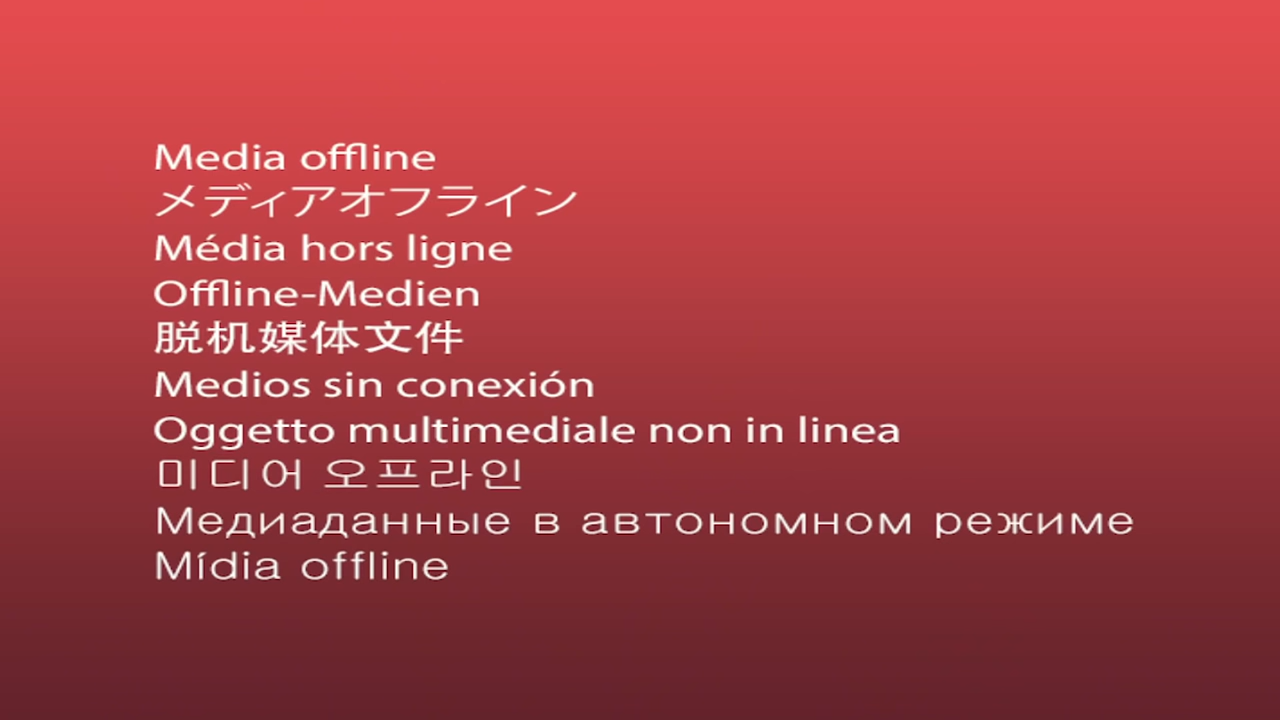 Media offline
メディアオフライン
Média hors ligne
Offline-Medien
脱机媒体文件
Medios sin conexión
Oggetto multimediale non in linea
미디어 오프라인
Медиаданные в автономном режиме
Mídia offline